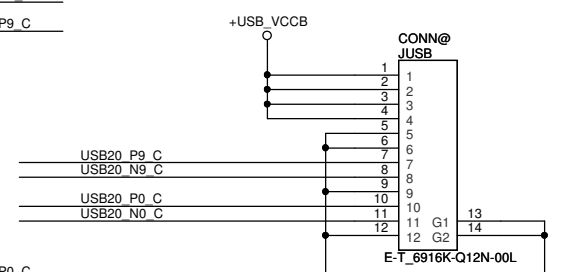 P9_C
+USB_VCCB
CONN@
JUSB
1 1
2 2
3 3
4 4
5 5
6 6
USB20_P9_C 7 7
USB20_N9_C 8 8
9 9
USB20_P0_C 10 10
USB20_N0_C 11 11 G1 13
12 12 G2 14
E-T_6916K-Q12N-00L